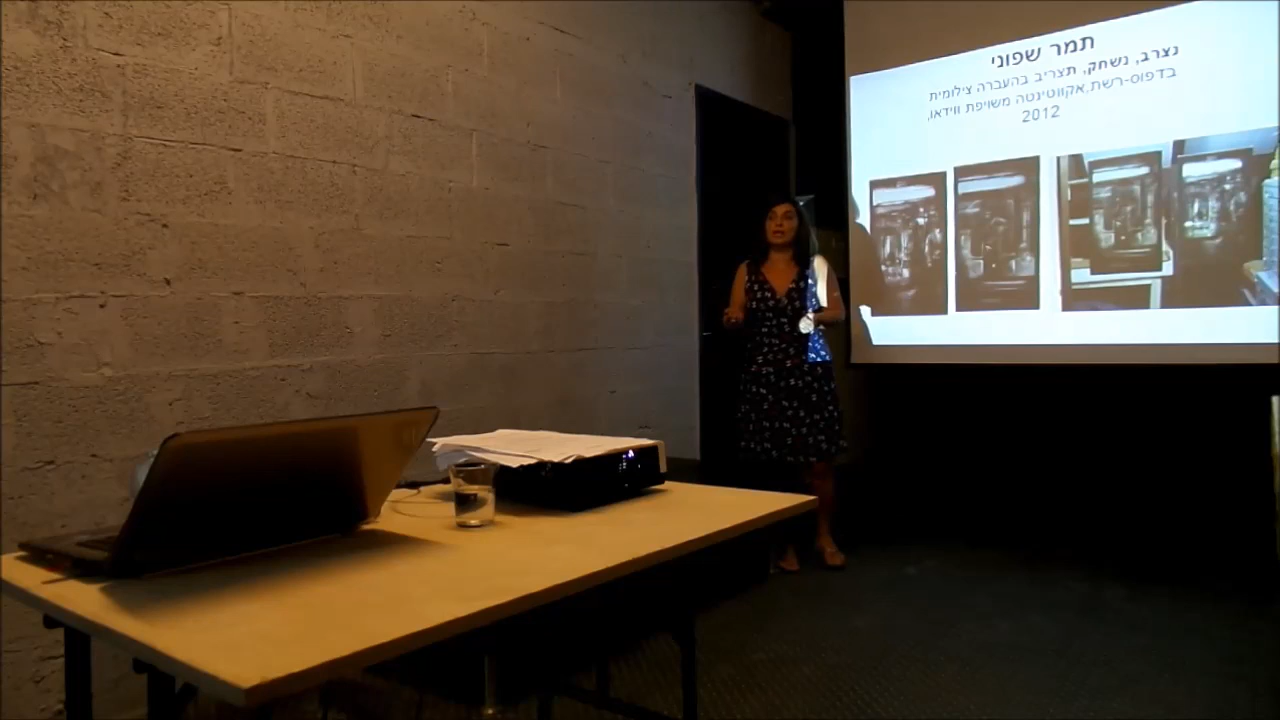 תמר שפוני
נצרב, נשחק, תצריב בהעברה צילומית
בדפוס-רשת,אקווטינטה משויפת ווידאו,
2012